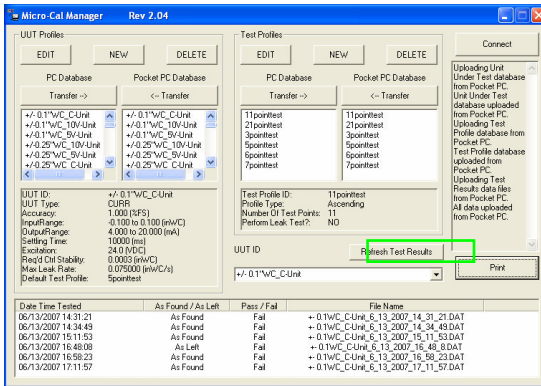 Micro-Cal Manager Rev 2.04
UUT Profiles
EDIT NEW DELETE
PC Database Pocket PC Database
Transfer --> <-- Transfer
+/- 0.1"WC_C-Unit
+/-0.1"WC_10V-Unit
+/-0.1"WC_5V-Unit
+/-0.25"WC_10V-Unit
+/-0.25"WC_5V-Unit
+/-0.25"WC_C-Unit
+/- 0.1"WC_C-Unit
+/-0.1"WC_10V-Unit
+/-0.1"WC_5V-Unit
+/-0.25"WC_10V-Unit
+/-0.25"WC_5V-Unit
+/-0.25"WC_C-Unit
UUT ID: +/- 0.1"WC_C-Unit
UUT Type: CURR
Accuracy: 1.000 (%FS)
InputRange: -0.100 to 0.100 (inWC)
OutputRange: 4.000 to 20.000 (mA)
Settling Time: 10000 (ms)
Excitation: 24.0 (VDC)
Req'd Ctrl Stability: 0.0003 (inWC)
Max Leak Rate: 0.075000 (inWC/s)
Default Test Profile: 5pointtest
Test Profiles
EDIT NEW DELETE
PC Database Pocket PC Database
Transfer --> <-- Transfer
11pointtest
21pointtest
3pointtest
5pointtest
6pointtest
7pointtest
11pointtest
21pointtest
3pointtest
5pointtest
6pointtest
7pointtest
Test Profile ID: 11pointtest
Profile Type: Ascending
Number Of Test Points: 11
Perform Leak Test?: NO
UUT ID
Refresh Test Results
+/- 0.1"WC_C-Unit
Connect
Uploading Unit
Under Test database
from Pocket PC.
Unit Under Test
database uploaded
from Pocket PC.
Uploading Test
Profile database from
Pocket PC.
Test Profile database
uploaded from
Pocket PC.
Uploading Test
Results data files
from Pocket PC.
All data uploaded
from Pocket PC.
Print
Date Time Tested As Found / As Left Pass / Fail File Name
06/13/2007 14:31:21 As Found Fail +- 0.1WC_C-Unit_6_13_2007_14_31_21.DAT
06/13/2007 14:34:49 As Found Fail +- 0.1WC_C-Unit_6_13_2007_14_34_49.DAT
06/13/2007 15:11:53 As Found Fail +- 0.1WC_C-Unit_6_13_2007_15_11_53.DAT
06/13/2007 16:48:08 As Left Fail +- 0.1WC_C-Unit_6_13_2007_16_48_8.DAT
06/13/2007 16:58:23 As Found Fail +- 0.1WC_C-Unit_6_13_2007_16_58_23.DAT
06/13/2007 17:11:57 As Found Fail +- 0.1WC_C-Unit_6_13_2007_17_11_57.DAT